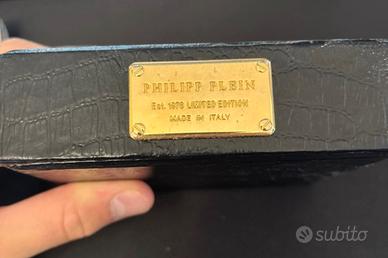 PHILIPP PLEIN
Est. 1978 LIMITED EDITION
MADE IN ITALY
subito